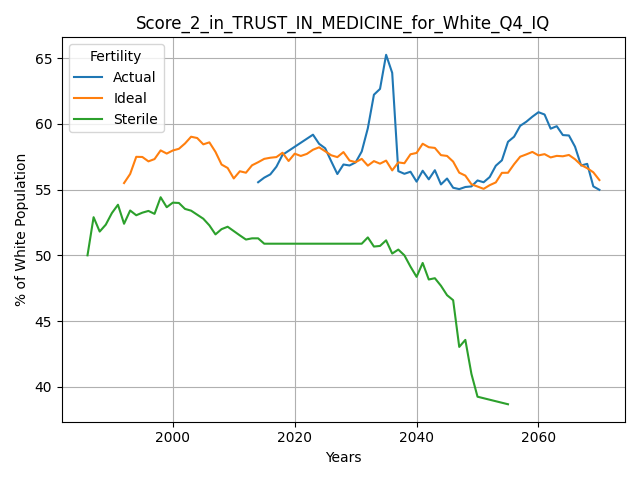 Score_2_in_TRUST_IN_MEDICINE_for_White_Q4_IQ
Fertility
Actual
Ideal
Sterile
65
60
55
50
45
40
% of White Population
2000
2020
2040
2060
Years